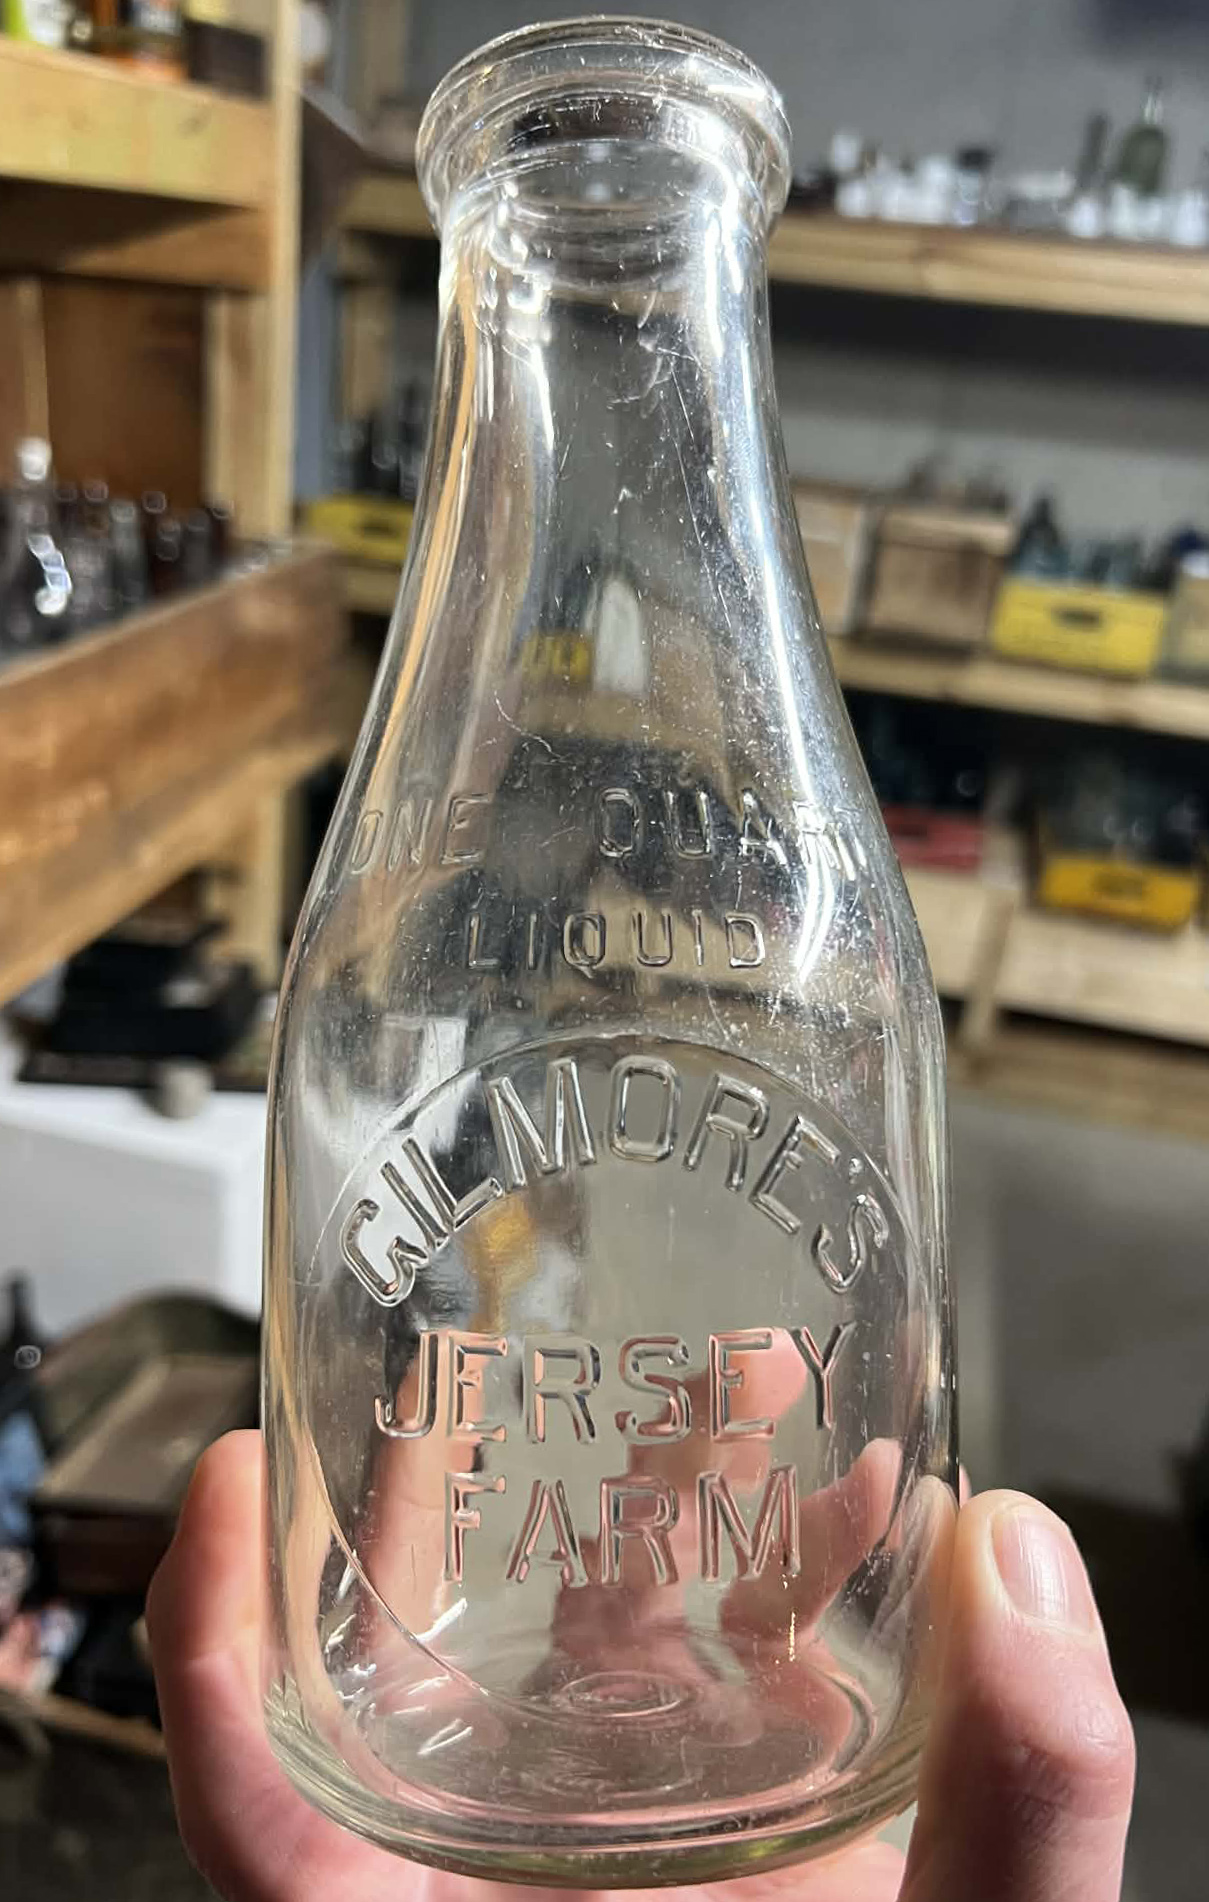 ONE QUART
LIQUID
GILMORE'S
JERSEY
FARM